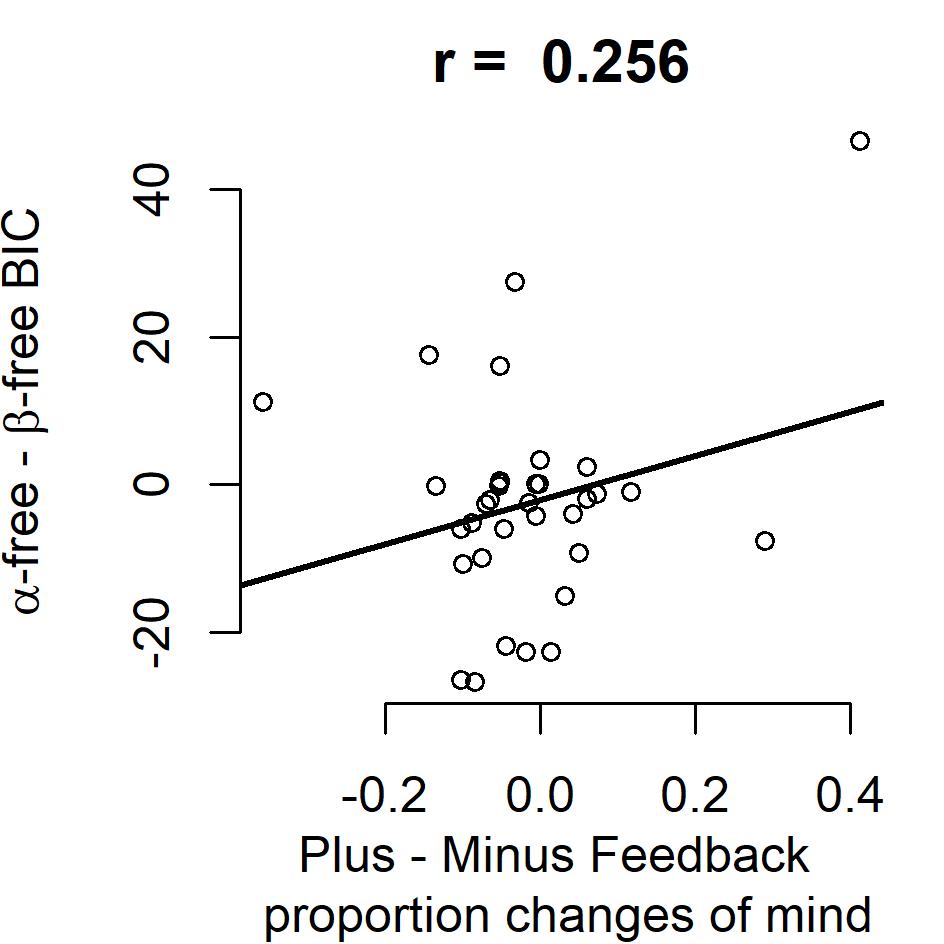 r = 0.256
α-free - β-free BIC
40
20
0
-20
-0.2 0.0 0.2 0.4
Plus - Minus Feedback
proportion changes of mind